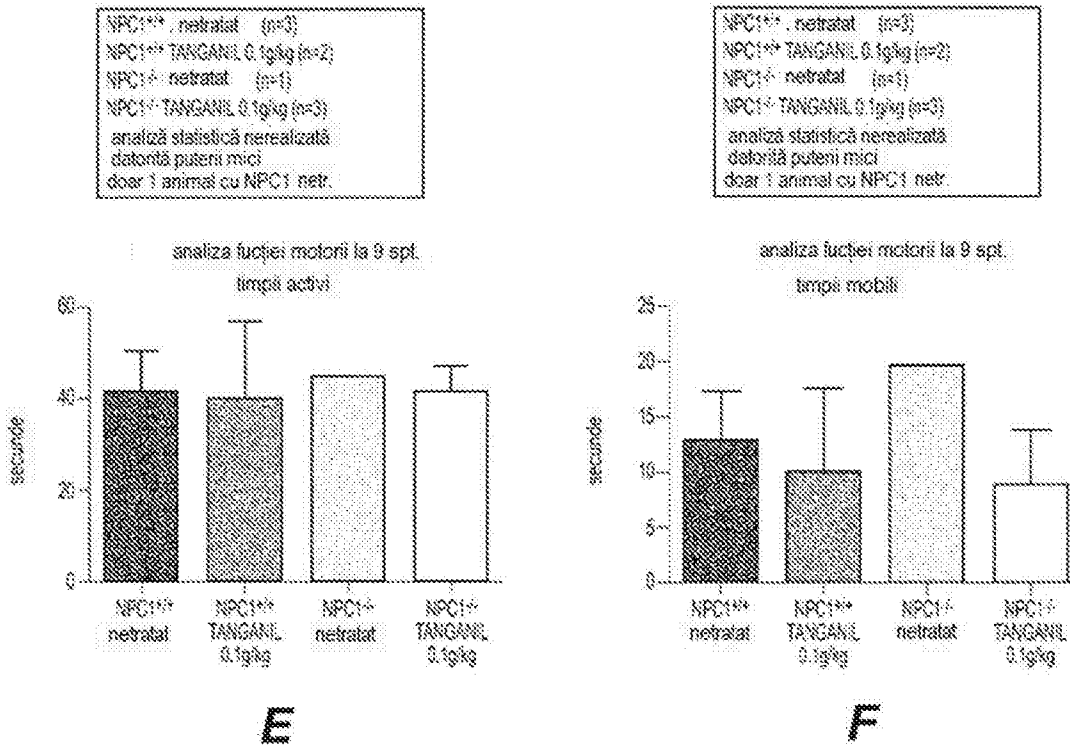 NPC1+/+ . netratat (n=3)
NPC1+/+ TANGANIL 0.1g/kg (n=2)
NPC1-/- netratat (n=1)
NPC1-/- TANGANIL 0.1g/kg (n=3)
analiză statistică nerealizată
datorită puterii mici
doar 1 animal cu NPC1 netr.
analiza fucției motorii la 9 spt.
timpii activi
60
40
20
0
secunde
NPC1+/+
netratat
NPC1+/+
TANGANIL
0.1g/kg
NPC1-/-
netratat
NPC1-/-
TANGANIL
0.1g/kg
E
NPC1+/+ . netratat (n=3)
NPC1+/+ TANGANIL 0.1g/kg (n=2)
NPC1-/- netratat (n=1)
NPC1-/- TANGANIL 0.1g/kg (n=3)
analiză statistică nerealizată
datorită puterii mici
doar 1 animal cu NPC1 netr.
analiza fucției motorii la 9 spt.
timpii mobili
25
20
15
10
5
0
secunde
NPC1+/+
netratat
NPC1+/+
TANGANIL
0.1g/kg
NPC1-/-
netratat
NPC1-/-
TANGANIL
0.1g/kg
F